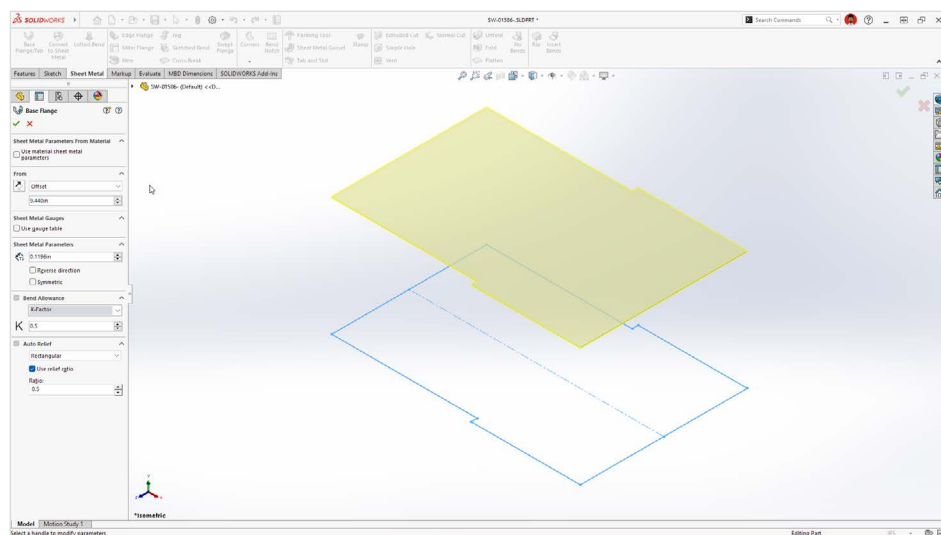 SOLIDWORKS
SW-01506-.SLDPRT *
Search Commands
Base Flange/Tab
Convert to Sheet Metal
Lofted-Bend
Edge Flange
Miter Flange
Hem
Jog
Sketched Bend
Cross-Break
Swept Flange
Corners
Bend Notch
Forming Tool
Sheet Metal Gusset
Tab and Slot
Stamp
Extruded Cut
Simple Hole
Vent
Normal Cut
Unfold
Fold
Flatten
No Bends
Rip
Insert Bends
Features
Sketch
Sheet Metal
Markup
Evaluate
MBD Dimensions
SOLIDWORKS Add-Ins
SW-01506- (Default) <<D...
Base Flange
Sheet Metal Parameters From Material
Use material sheet metal
parameters
From
Offset
9.440in
Sheet Metal Gauges
Use gauge table
Sheet Metal Parameters
0.1196in
Reverse direction
Symmetric
Bend Allowance
K-Factor
K 0.5
Auto Relief
Rectangular
Use relief ratio
Ratio:
0.5
*Isometric
Model
Motion Study 1
Select a handle to modify parameters.
Editing Part